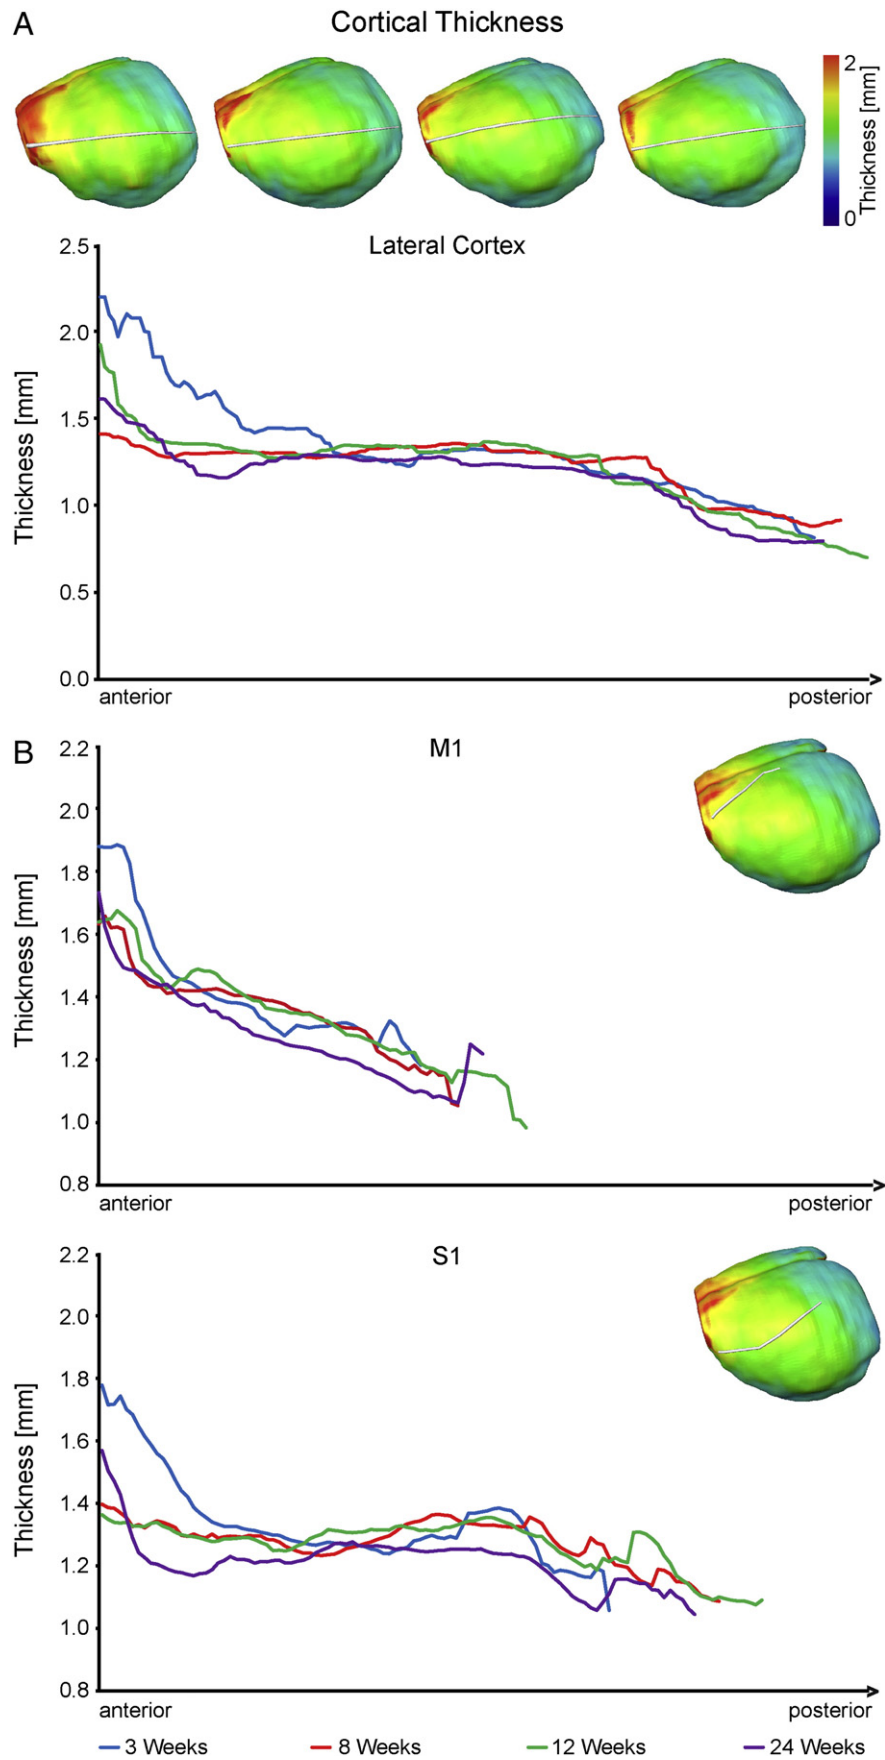 A
Cortical Thickness
2
0
Thickness [mm]
Lateral Cortex
2.5
2.0
1.5
1.0
0.5
0.0
Thickness [mm]
anterior
posterior
B
M1
2.2
2.0
1.8
1.6
1.4
1.2
1.0
0.8
Thickness [mm]
anterior
posterior
S1
2.2
2.0
1.8
1.6
1.4
1.2
1.0
0.8
Thickness [mm]
anterior
posterior
3 Weeks
8 Weeks
12 Weeks
24 Weeks